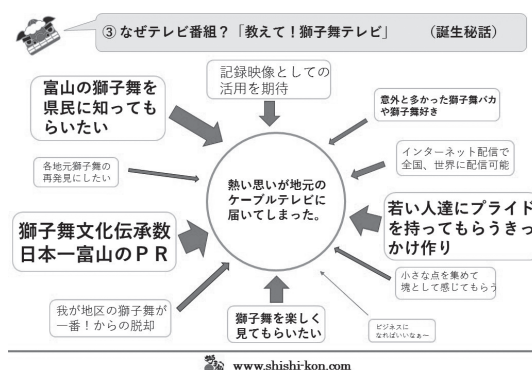 ③ なぜテレビ番組？「教えて！獅子舞テレビ」　（誕生秘話）
記録映像としての
活用を期待
富山の獅子舞を
県民に知っても
らいたい
意外と多かった獅子舞バカ
や獅子舞好き
各地元獅子舞の
再発見にしたい
インターネット配信で
全国、世界に配信可能
熱い思いが地元の
ケーブルテレビに
届いてしまった。
獅子舞文化伝承数
日本一富山のＰＲ
若い人達にプライド
を持ってもらうきっ
かけ作り
小さな点を集めて
塊として感じてもらう
我が地区の獅子舞が
一番！からの脱却
獅子舞を楽しく
見てもらいたい
ビジネスに
なればいいなぁ～
www.shishi-kon.com